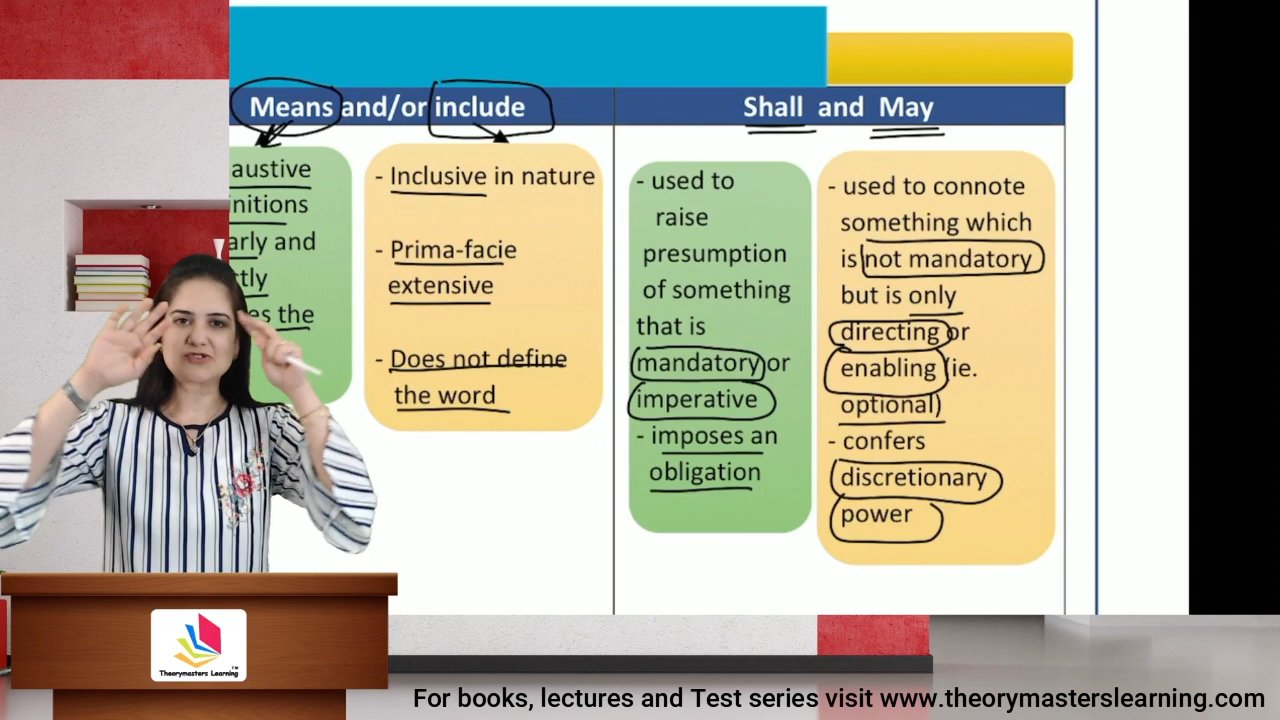 Means and/or include
Shall and May
austive
nitions
arly and
tly
es the
- Inclusive in nature
- Prima-facie
extensive
- Does not define
the word
- used to
raise
presumption
of something
that is
mandatory or
imperative
- imposes an
obligation
- used to connote
something which
is not mandatory
but is only
directing or
enabling (ie.
optional)
- confers
discretionary
power
Theorymasters Learning™
For books, lectures and Test series visit www.theorymasterslearning.com